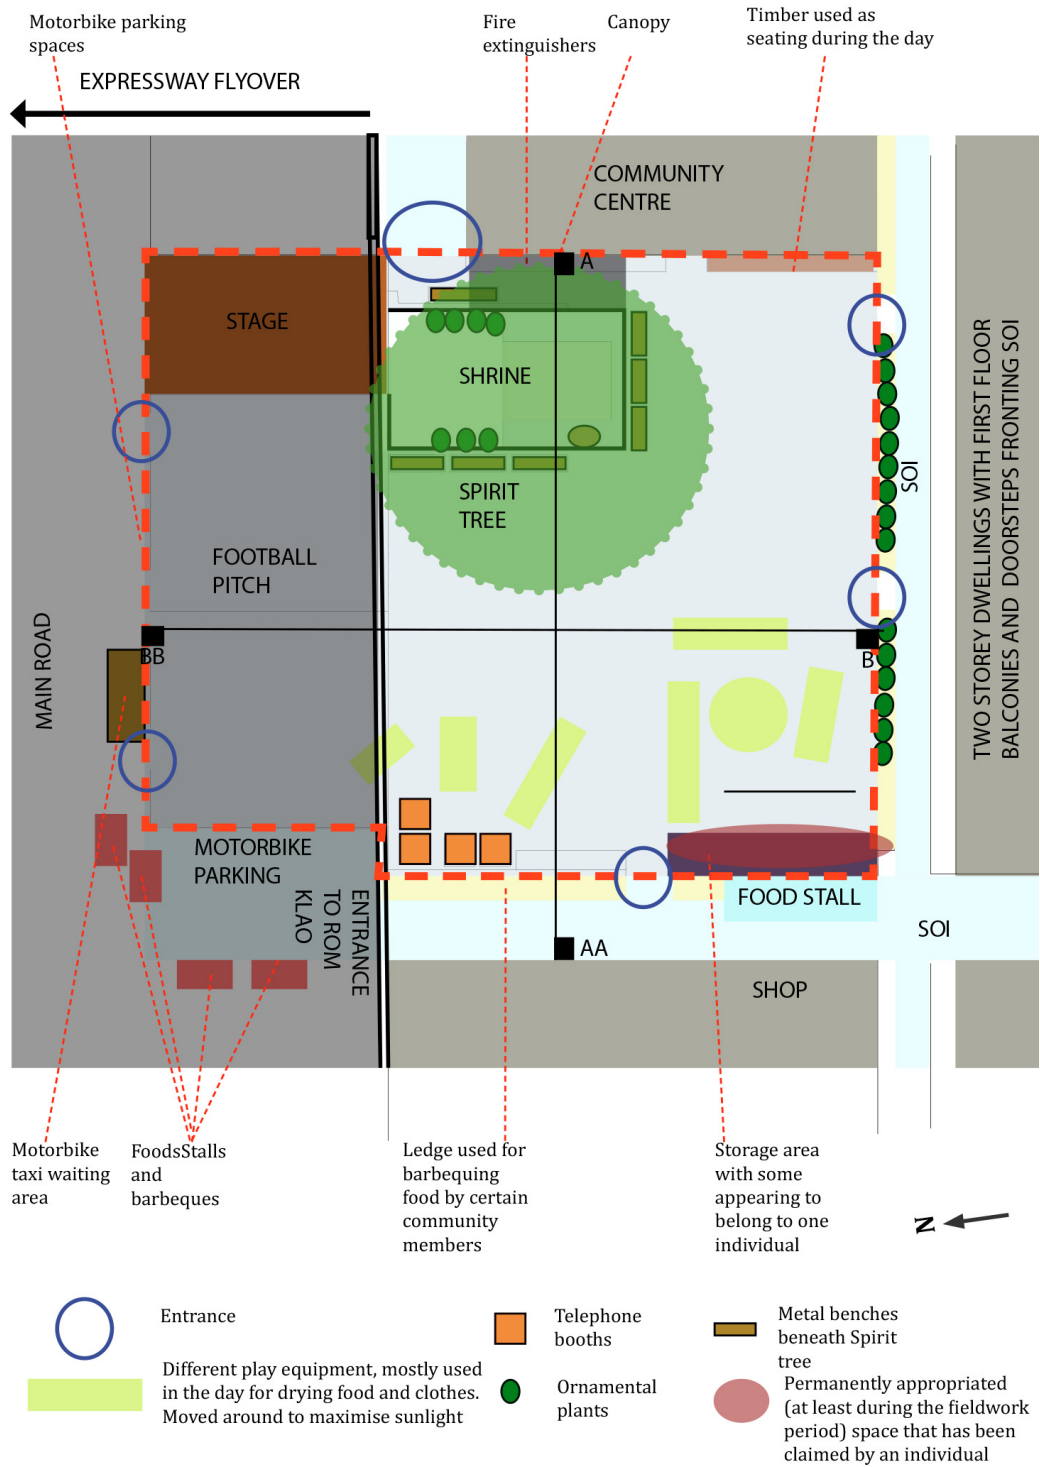 Motorbike parking
spaces
Fire
extinguishers
Canopy
Timber used as
seating during the day
EXPRESSWAY FLYOVER
COMMUNITY
CENTRE
A
STAGE
SHRINE
SPIRIT
TREE
SOI
TWO STOREY DWELLINGS WITH FIRST FLOOR
BALCONIES AND DOORSTEPS FRONTING SOI
FOOTBALL
PITCH
MAIN ROAD
BB
B
MOTORBIKE
PARKING
ENTRANCE
TO ROM
KLAO
FOOD STALL
SOI
AA
SHOP
Motorbike
taxi waiting
area
FoodsStalls
and
barbeques
Ledge used for
barbequing
food by certain
community
members
Storage area
with some
appearing to
belong to one
individual
N
Entrance
Telephone
booths
Metal benches
beneath Spirit
tree
Different play equipment, mostly used
in the day for drying food and clothes.
Moved around to maximise sunlight
Ornamental
plants
Permanently appropriated
(at least during the fieldwork
period) space that has been
claimed by an individual